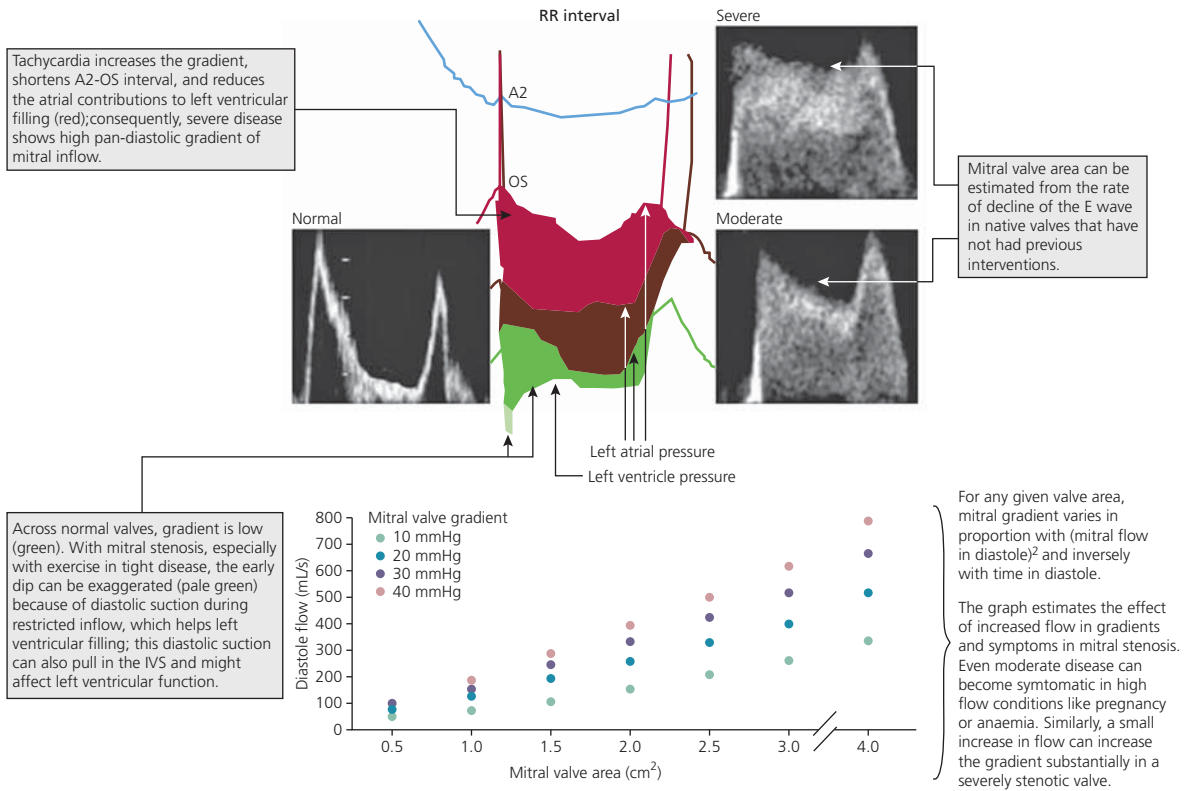 RR interval
Severe
Tachycardia increases the gradient,
shortens A2-OS interval, and reduces
the atrial contributions to left ventricular
filling (red);consequently, severe disease
shows high pan-diastolic gradient of
mitral inflow.
A2
OS
Normal
Moderate
Mitral valve area can be
estimated from the rate
of decline of the E wave
in native valves that have
not had previous
interventions.
Left atrial pressure
Left ventricle pressure
Across normal valves, gradient is low
(green). With mitral stenosis, especially
with exercise in tight disease, the early
dip can be exaggerated (pale green)
because of diastolic suction during
restricted inflow, which helps left
ventricular filling; this diastolic suction
can also pull in the IVS and might
affect left ventricular function.
Diastole flow (mL/s)
800
700
600
500
400
300
200
100
0
Mitral valve gradient
10 mmHg
20 mmHg
30 mmHg
40 mmHg
0.5 1.0 1.5 2.0 2.5 3.0 4.0
Mitral valve area (cm²)
For any given valve area,
mitral gradient varies in
proportion with (mitral flow
in diastole)² and inversely
with time in diastole.
The graph estimates the effect
of increased flow in gradients
and symptoms in mitral stenosis.
Even moderate disease can
become symtomatic in high
flow conditions like pregnancy
or anaemia. Similarly, a small
increase in flow can increase
the gradient substantially in a
severely stenotic valve.